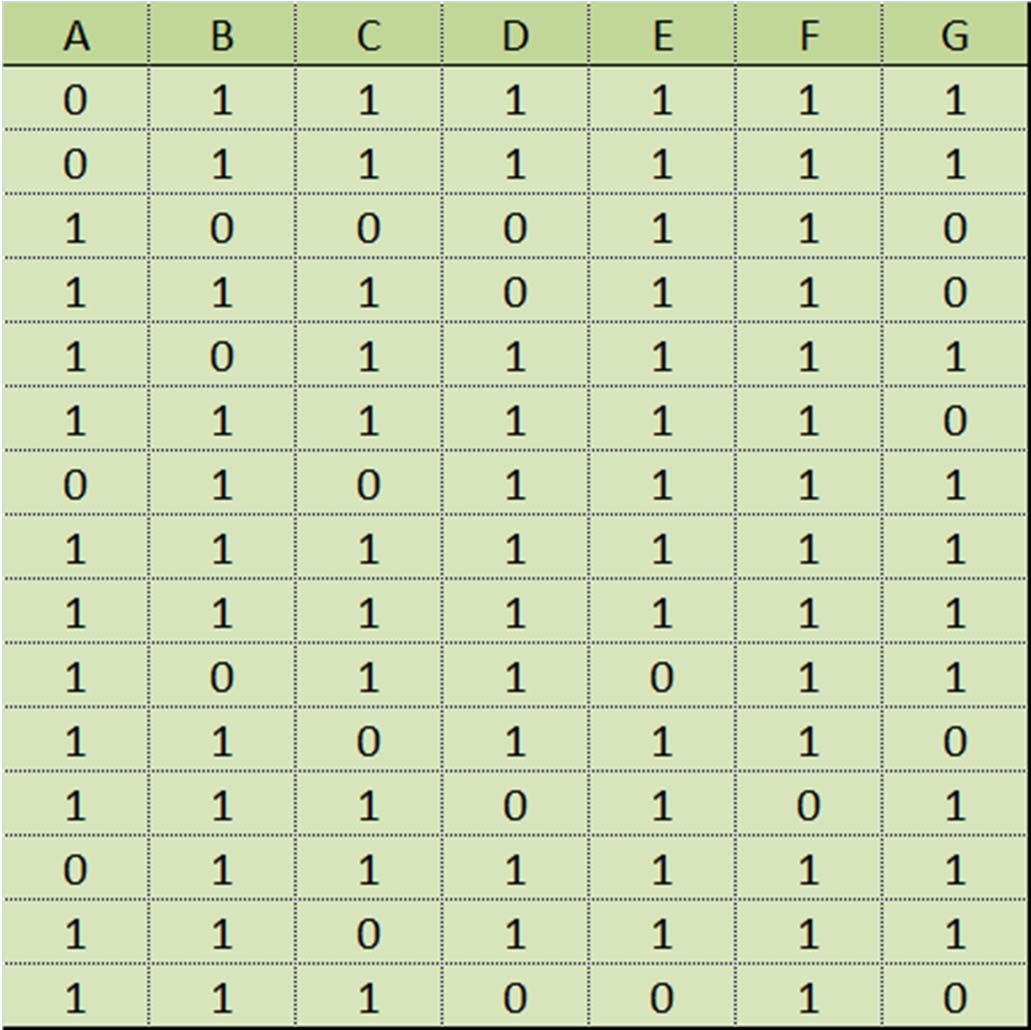 A B C D E F G
0 1 1 1 1 1 1
0 1 1 1 1 1 1
1 0 0 0 1 1 0
1 1 1 0 1 1 0
1 0 1 1 1 1 1
1 1 1 1 1 1 0
0 1 0 1 1 1 1
1 1 1 1 1 1 1
1 1 1 1 1 1 1
1 0 1 1 0 1 1
1 1 0 1 1 1 0
1 1 1 0 1 0 1
0 1 1 1 1 1 1
1 1 0 1 1 1 1
1 1 1 0 0 1 0